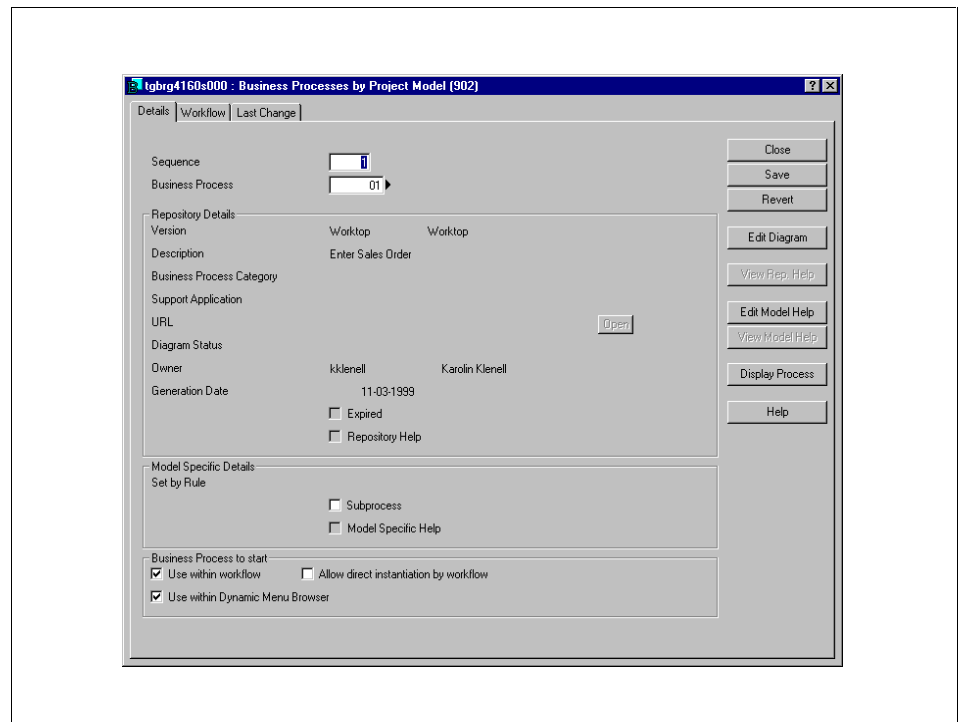 tgbrg4160s000 : Business Processes by Project Model (902)
Details Workflow Last Change
Sequence 1
Business Process 01
Repository Details
Version Worktop Worktop
Description Enter Sales Order
Business Process Category
Support Application
URL Open
Diagram Status
Owner kklenell Karolin Klenell
Generation Date 11-03-1999
Expired
Repository Help
Model Specific Details
Set by Rule
Subprocess
Model Specific Help
Business Process to start
Use within workflow Allow direct instantiation by workflow
Use within Dynamic Menu Browser
Close
Save
Revert
Edit Diagram
View Rep. Help
Edit Model Help
View Model Help
Display Process
Help